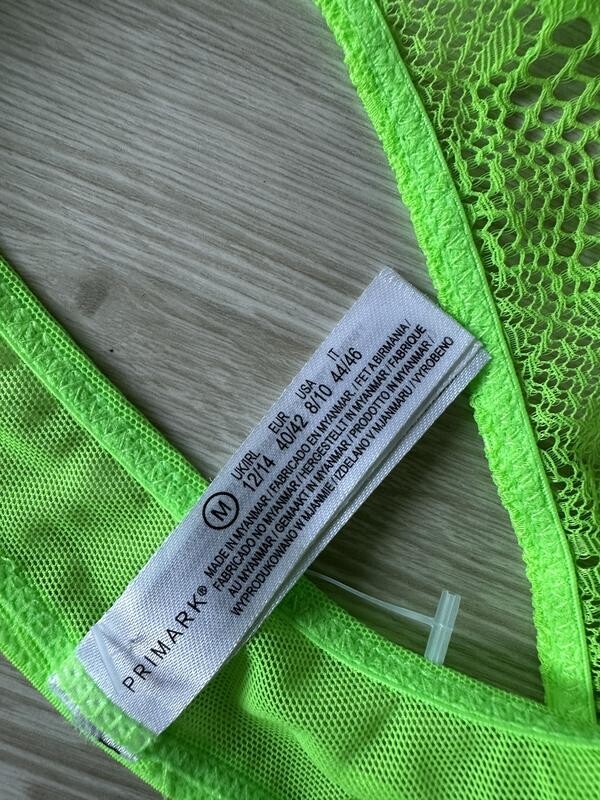 PRIMARK®
M
UK/IRL EUR USA IT
12/14 40/42 8/10 44/46
MADE IN MYANMAR / FABRICADO EN MYANMAR / FET A BIRMANIA /
FABRICADO NO MYANMAR / HERGESTELLT IN MYANMAR / FABRIQUÉ
AU MYANMAR / GEMAAKT IN MYANMAR / PRODOTTO IN MYANMAR /
WYPRODUKOWANO W MJANMIE / IZDELANO V MJANMARU / VYROBENO